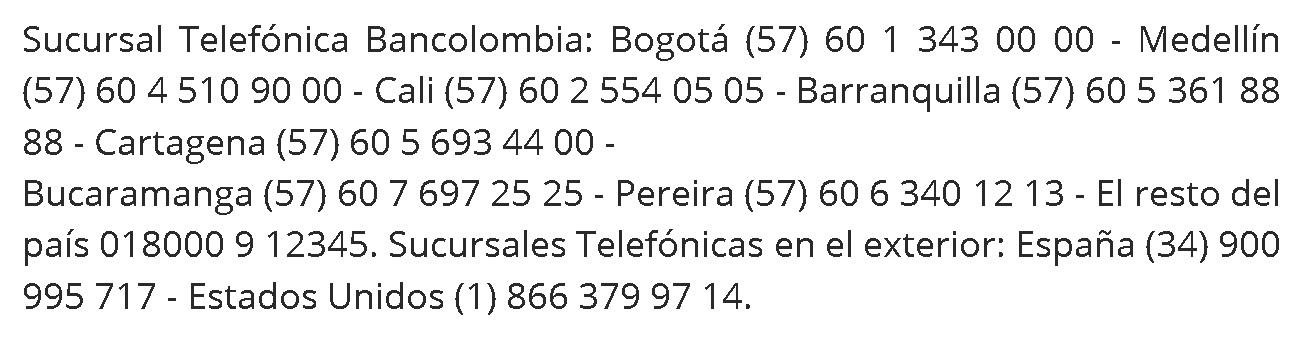 Sucursal Telefónica Bancolombia: Bogotá (57) 60 1 343 00 00 - Medellín
(57) 60 4 510 90 00 - Cali (57) 60 2 554 05 05 - Barranquilla (57) 60 5 361 88
88 - Cartagena (57) 60 5 693 44 00 -
Bucaramanga (57) 60 7 697 25 25 - Pereira (57) 60 6 340 12 13 - El resto del
país 018000 9 12345. Sucursales Telefónicas en el exterior: España (34) 900
995 717 - Estados Unidos (1) 866 379 97 14.